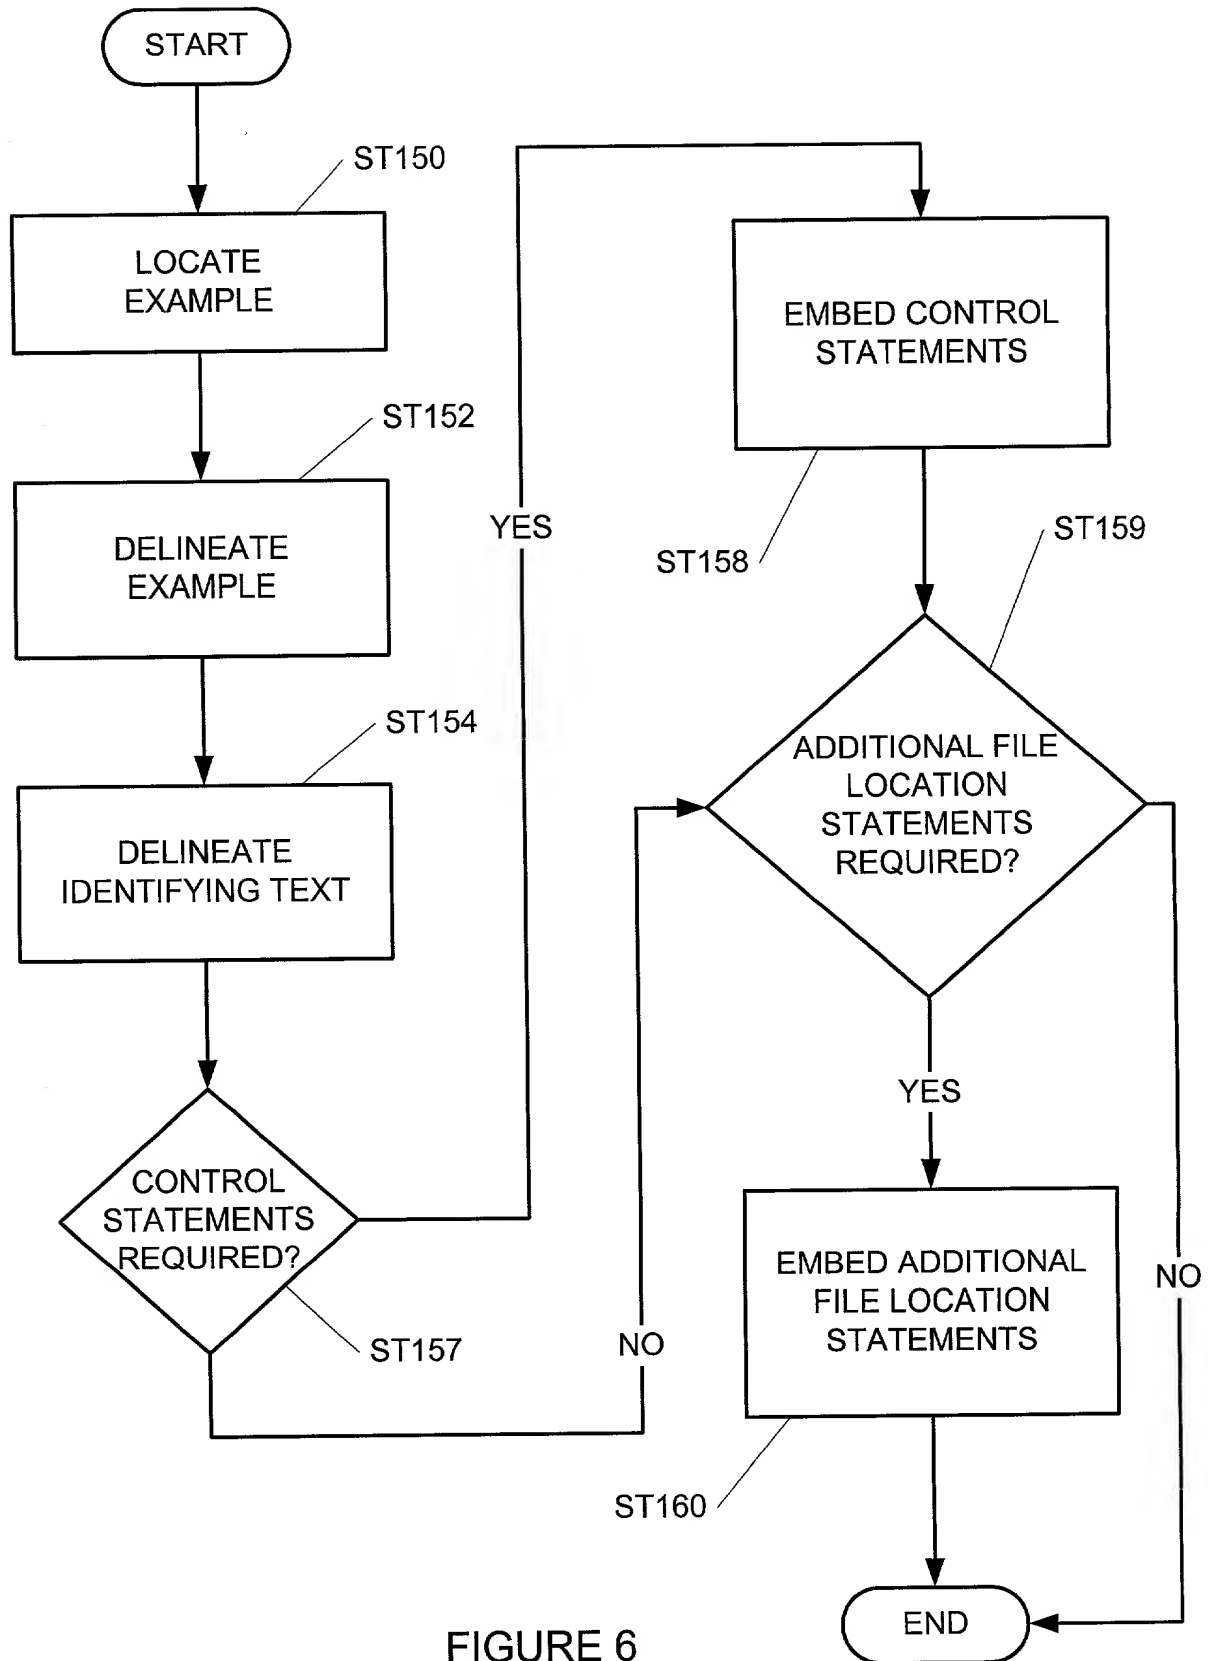 START
ST150
LOCATE
EXAMPLE
ST152
DELINEATE
EXAMPLE
ST154
DELINEATE
IDENTIFYING TEXT
CONTROL
STATEMENTS
REQUIRED?
ST157
YES
NO
EMBED CONTROL
STATEMENTS
ST158
ST159
ADDITIONAL FILE
LOCATION
STATEMENTS
REQUIRED?
YES
NO
EMBED ADDITIONAL
FILE LOCATION
STATEMENTS
ST160
END
FIGURE 6